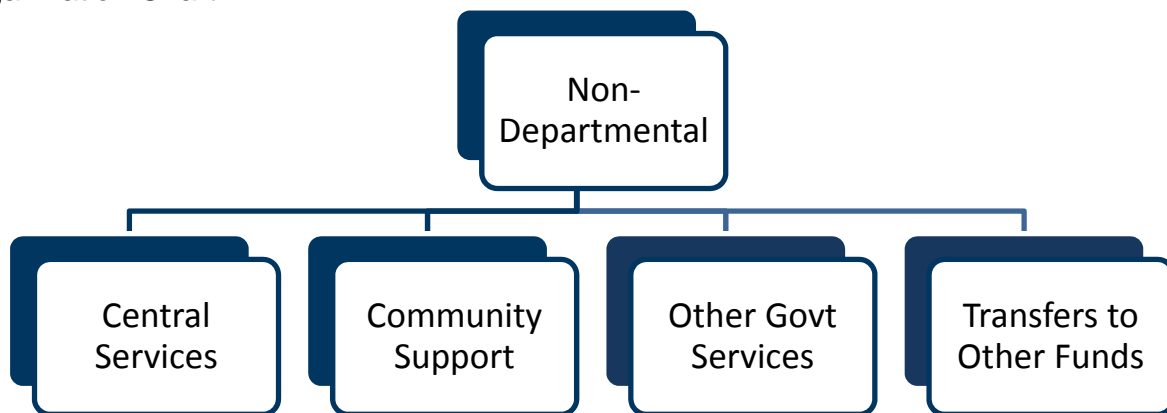 Non-
Departmental
Central
Services
Community
Support
Other Govt
Services
Transfers to
Other Funds